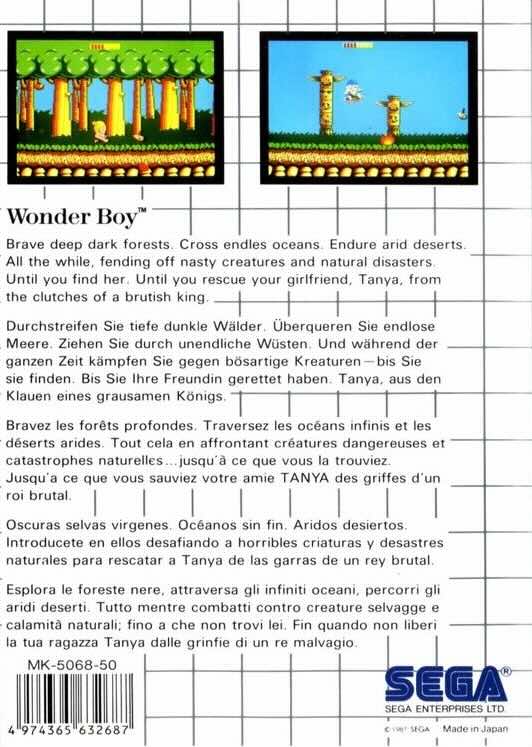 Wonder Boy™
Brave deep dark forests. Cross endles oceans. Endure arid deserts.
All the while, fending off nasty creatures and natural disasters.
Until you find her. Until you rescue your girlfriend, Tanya, from
the clutches of a brutish king.
Durchstreifen Sie tiefe dunkle Wälder. Überqueren Sie endlose
Meere. Ziehen Sie durch unendliche Wüsten. Und während der
ganzen Zeit kämpfen Sie gegen bösartige Kreaturen—bis Sie
sie finden. Bis Sie Ihre Freundin gerettet haben. Tanya, aus den
Klauen eines grausamen Königs.
Bravez les forêts profondes. Traversez les océans infinis et les
déserts arides. Tout cela en affrontant créatures dangereuses et
catastrophes naturelles...jusqu'à ce que vous la trouviez.
Jusqu'a ce que vous sauviez votre amie TANYA des griffes d'un
roi brutal.
Oscuras selvas virgenes. Océanos sin fin. Aridos desiertos.
Introducete en ellos desafiando a horribles criaturas y desastres
naturales para rescatar a Tanya de las garras de un rey brutal.
Esplora le foreste nere, attraversa gli infiniti oceani, percorri gli
aridi deserti. Tutto mentre combatti contro creature selvagge e
calamità naturali; fino a che non trovi lei. Fin quando non liberi
la tua ragazza Tanya dalle grinfie di un re malvagio.
MK-5068-50
4 974365 632687
SEGA®
SEGA ENTERPRISES LTD.
© 1987 SEGA Made in Japan